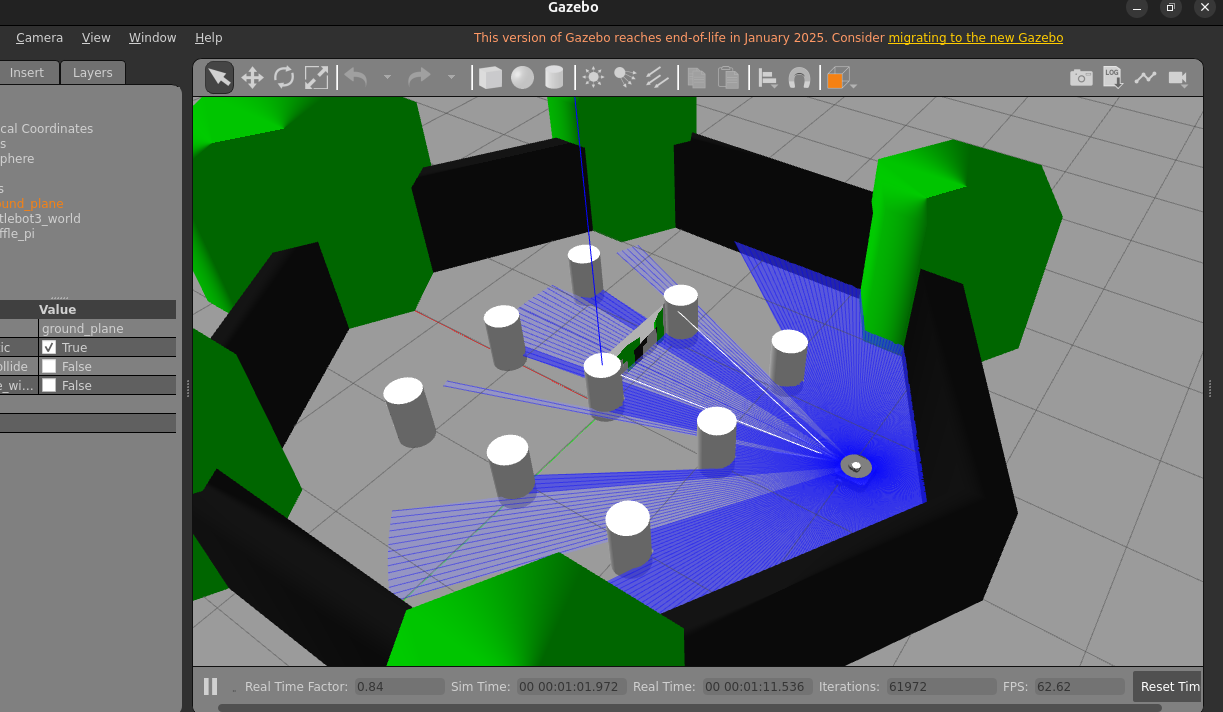 Gazebo
Camera View Window Help
This version of Gazebo reaches end-of-life in January 2025. Consider migrating to the new Gazebo
Insert Layers
LOG
cal Coordinates
s
phere
s
und_plane
tlebot3_world
ffle_pi
Value
ground_plane
ic True
ollide False
e_wi... False
Real Time Factor: 0.84 Sim Time: 00 00:01:01.972 Real Time: 00 00:01:11.536 Iterations: 61972 FPS: 62.62 Reset Tim